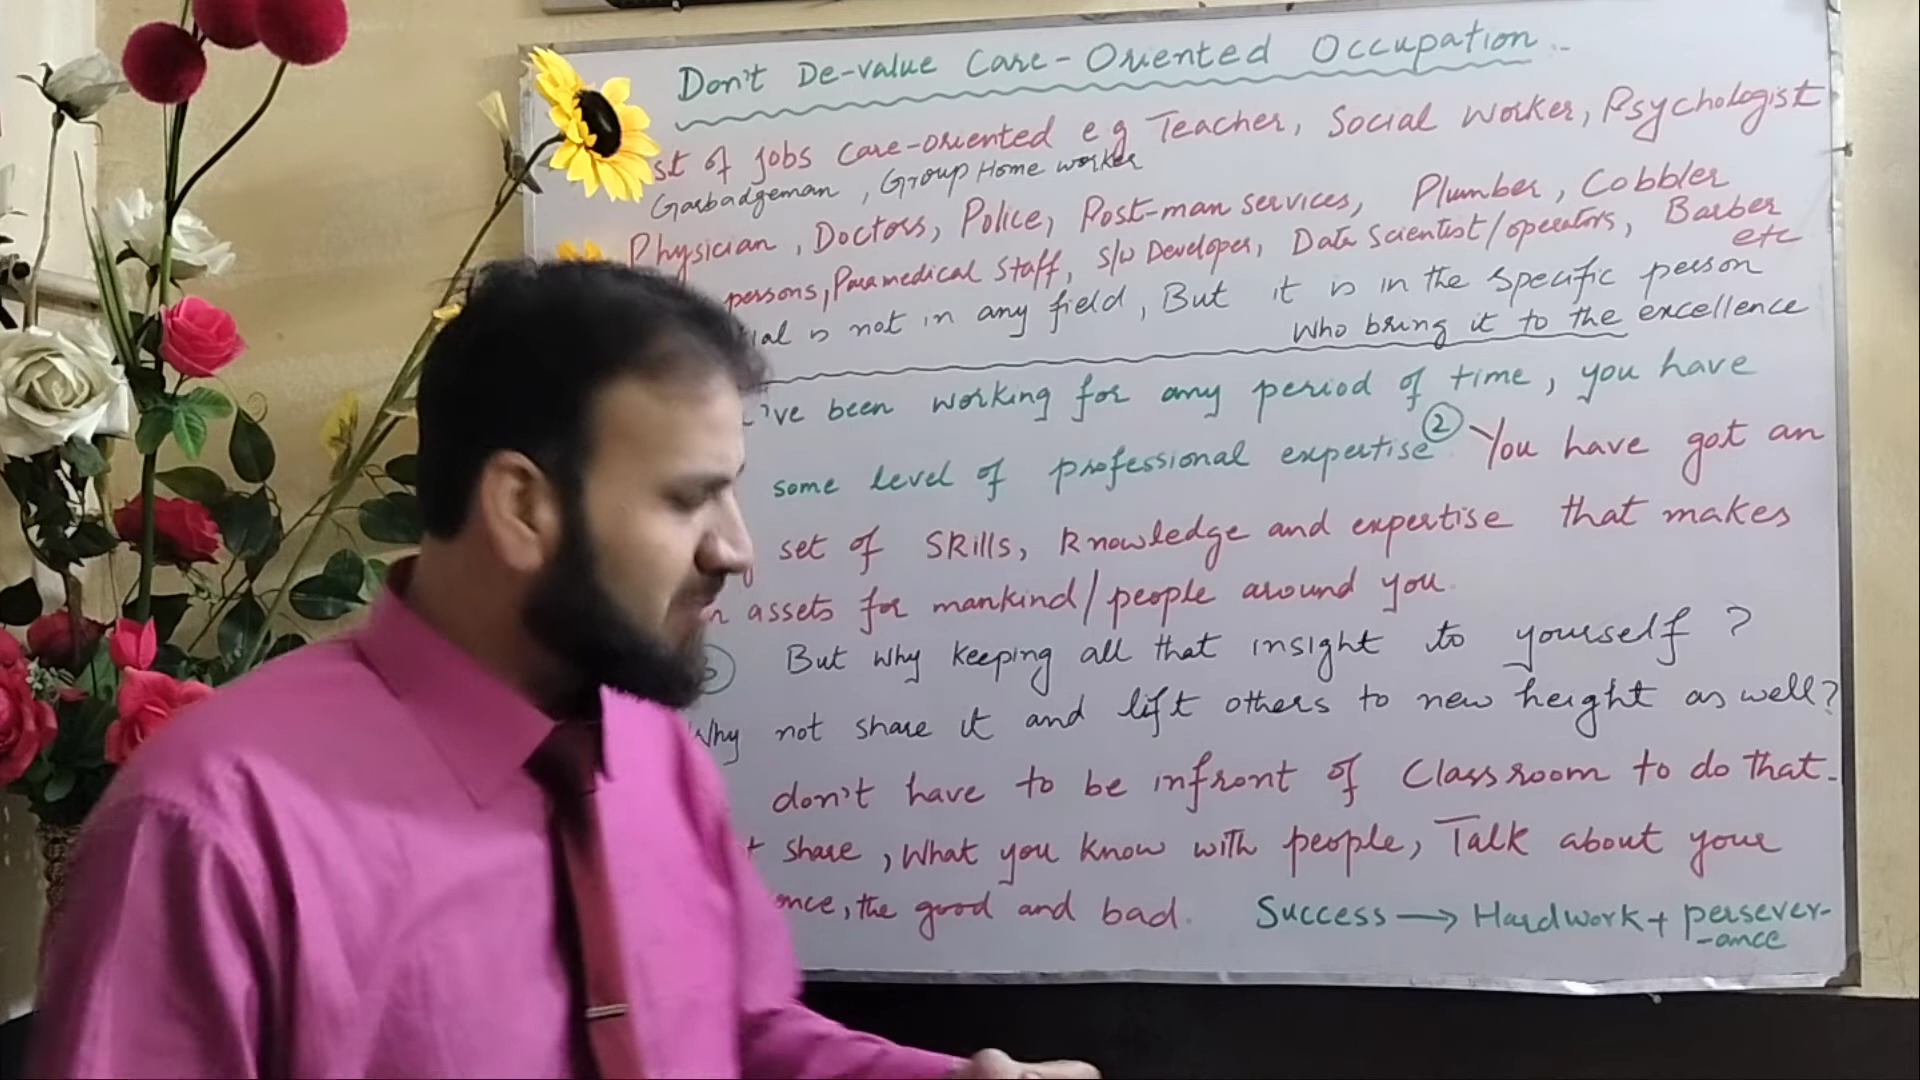 Don't De-value Care-Oriented Occupation
st of jobs care-oriented e g Teacher, Social Worker, Psychologist
Garbadgeman, Group Home worker
Physician, Doctors, Police, Post-man services, Plumber, Cobbler
persons, Paramedical Staff, S/W Developer, Data Scientist/operators, Barber
etc
ial is not in any field, But it is in the specific person
Who bring it to the excellence
've been working for any period of time, you have
some level of professional expertise
② You have got an
set of Skills, knowledge and expertise that makes
assets for mankind/people around you.
But why keeping all that insight to yourself ?
Why not share it and lift others to new height as well?
don't have to be infront of Classroom to do that.
share, What you know with people, Talk about your
ence, the good and bad. Success → Hardwork + persever-
-ance